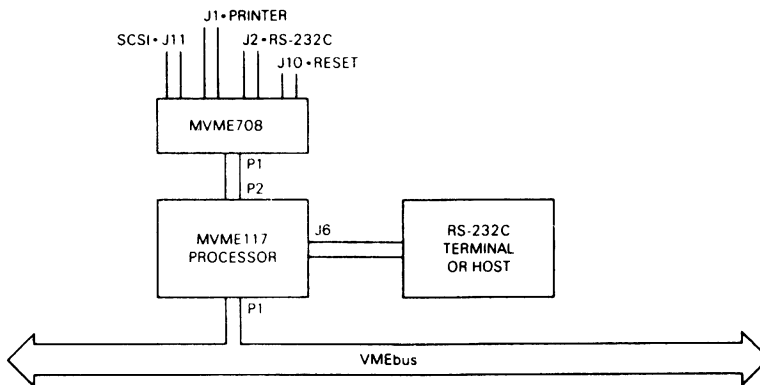 J1•PRINTER
SCSI•J11
J2•RS-232C
J10•RESET
MVME708
P1
P2
MVME117
PROCESSOR
J6
RS-232C
TERMINAL
OR HOST
P1
VMEbus